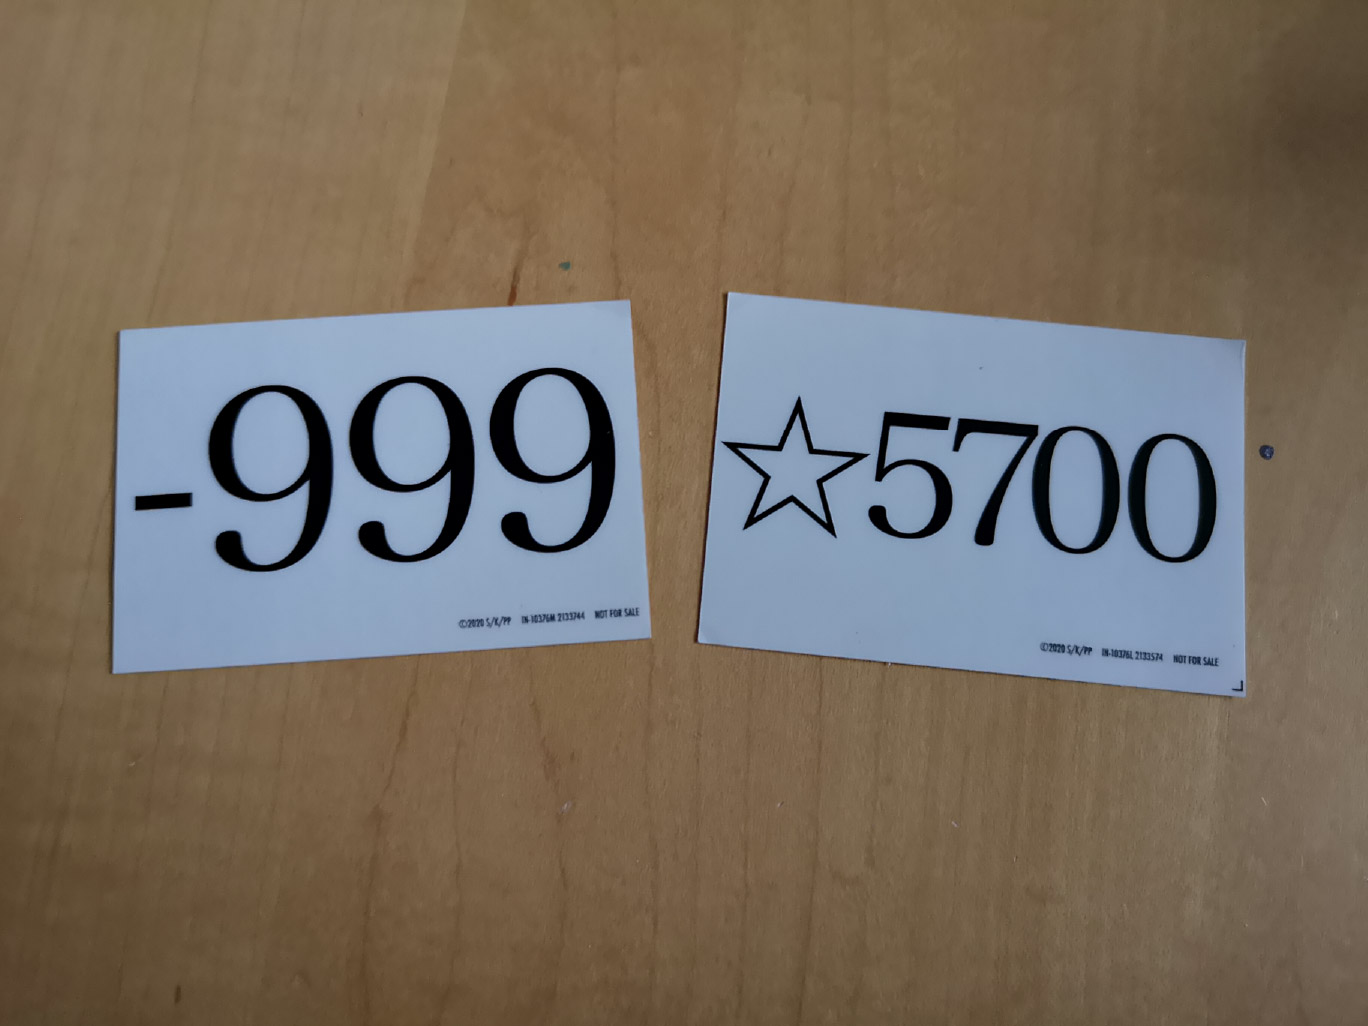 -999
©2020 S/K/PP IN-10376M 2133744 NOT FOR SALE
☆5700
©2020 S/K/PP IN-10376L 2133574 NOT FOR SALE